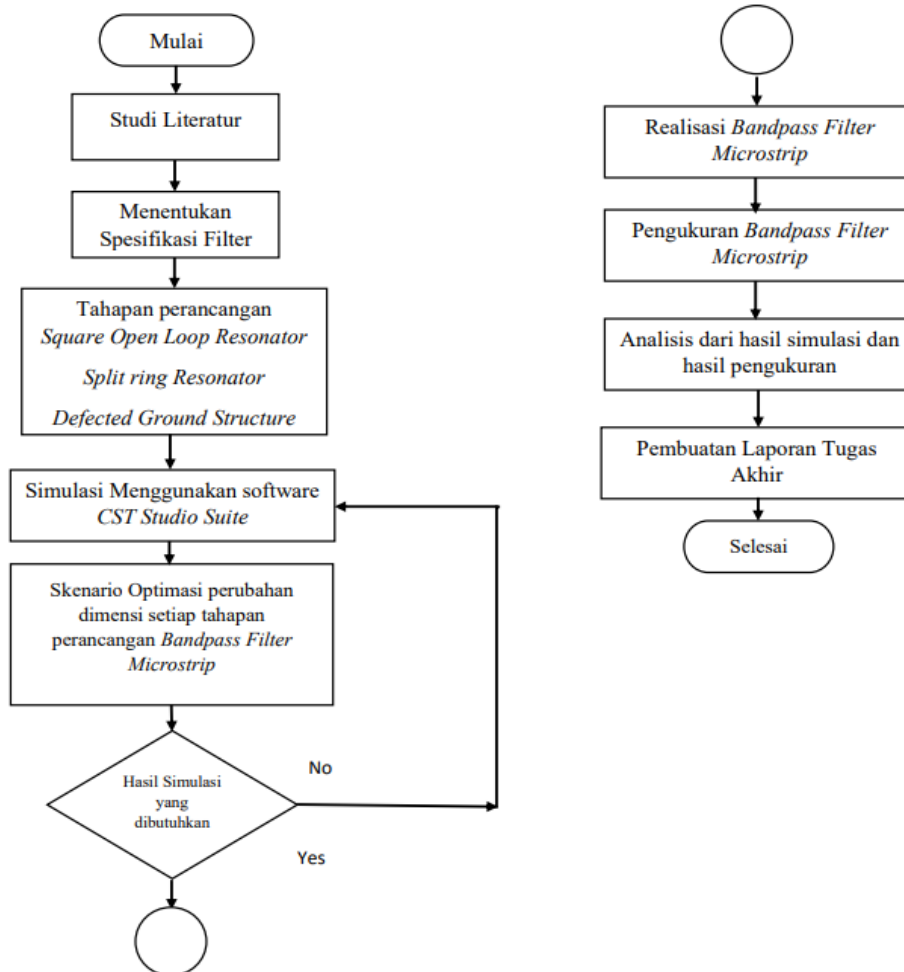 Mulai
Studi Literatur
Menentukan
Spesifikasi Filter
Tahapan perancangan
Square Open Loop Resonator
Split ring Resonator
Defected Ground Structure
Simulasi Menggunakan software
CST Studio Suite
Skenario Optimasi perubahan
dimensi setiap tahapan
perancangan Bandpass Filter
Microstrip
Hasil Simulasi
yang
dibutuhkan
No
Yes
Realisasi Bandpass Filter
Microstrip
Pengukuran Bandpass Filter
Microstrip
Analisis dari hasil simulasi dan
hasil pengukuran
Pembuatan Laporan Tugas
Akhir
Selesai